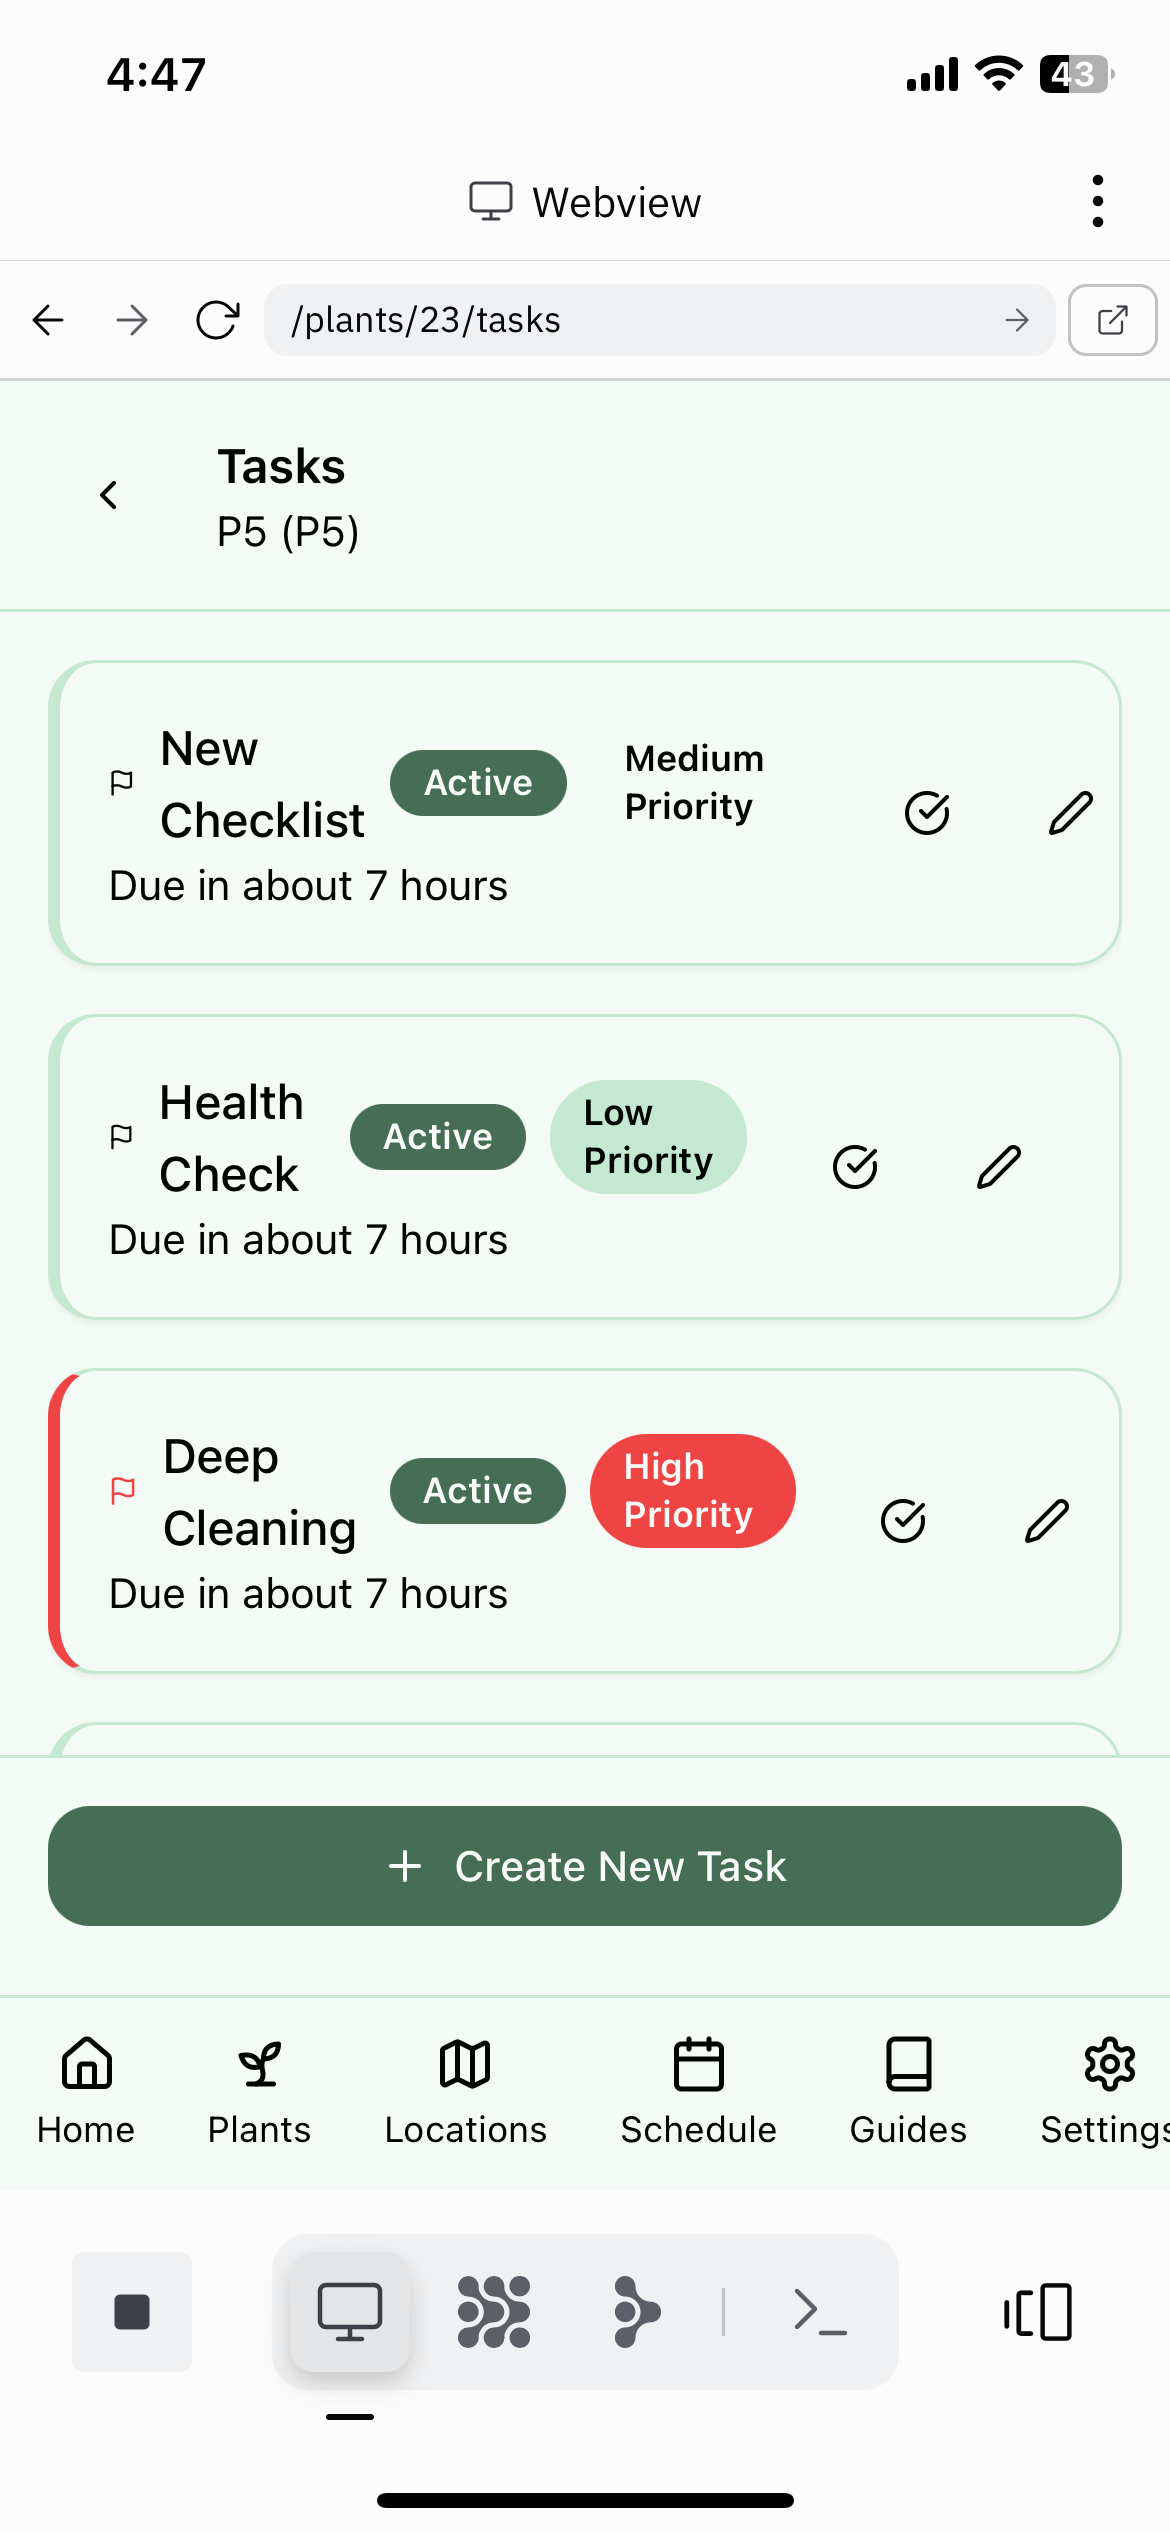 4:47
43
Webview
/plants/23/tasks
Tasks
P5 (P5)
New
Checklist
Active
Medium
Priority
Due in about 7 hours
Health
Check
Active
Low
Priority
Due in about 7 hours
Deep
Cleaning
Active
High
Priority
Due in about 7 hours
Create New Task
Home
Plants
Locations
Schedule
Guides
Settings